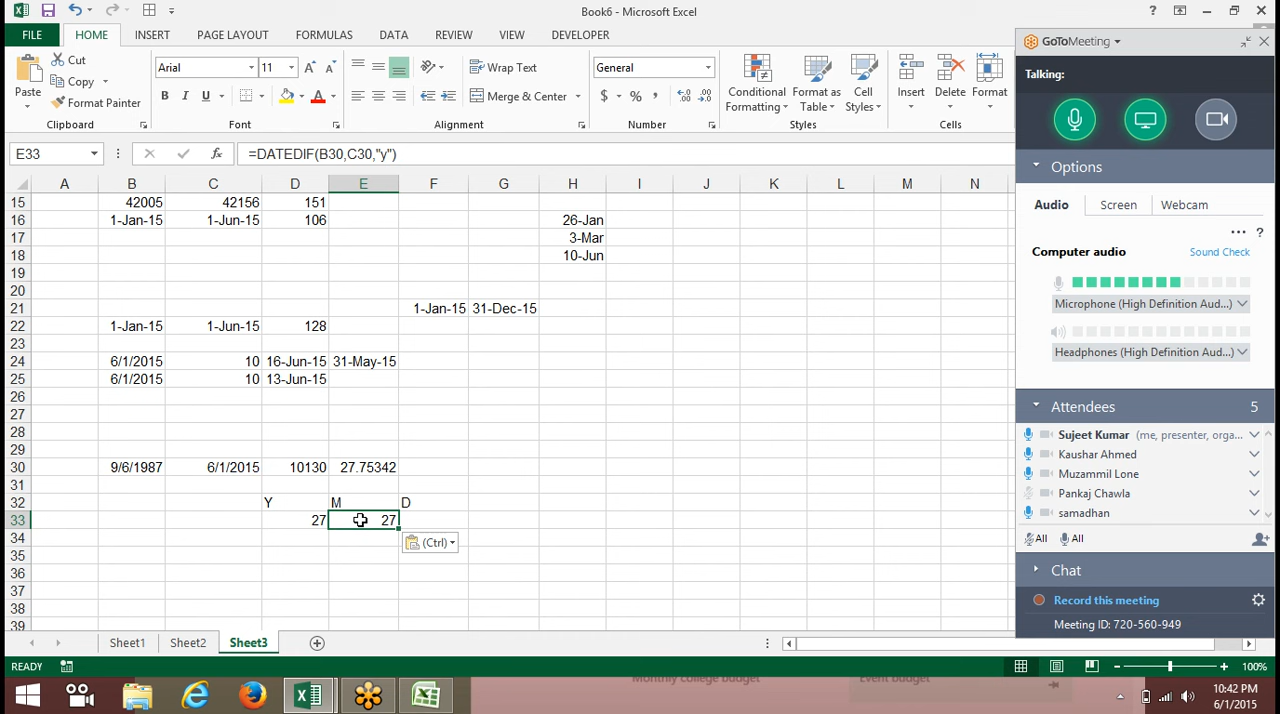 Book6 - Microsoft Excel
FILE HOME INSERT PAGE LAYOUT FORMULAS DATA REVIEW VIEW DEVELOPER
Paste
Cut
Copy
Format Painter
Clipboard
Arial 11
B I U
Font
Wrap Text
Merge & Center
Alignment
General
$ % ,
Number
Conditional Formatting
Format as Table
Cell Styles
Styles
Insert Delete Format
Cells
E33 fx =DATEDIF(B30,C30,"y")
A B C D E F G H I J K L M N
15 42005 42156 151
16 1-Jan-15 1-Jun-15 106 26-Jan
17 3-Mar
18 10-Jun
19
20
21 1-Jan-15 31-Dec-15
22 1-Jan-15 1-Jun-15 128
23
24 6/1/2015 10 16-Jun-15 31-May-15
25 6/1/2015 10 13-Jun-15
26
27
28
29
30 9/6/1987 6/1/2015 10130 27.75342
31
32 Y M D
33 27 27
34 (Ctrl)
35
36
37
38
39
Sheet1 Sheet2 Sheet3
READY
100%
GoToMeeting
Talking:
Options
Audio Screen Webcam
Computer audio Sound Check
Microphone (High Definition Aud...)
Headphones (High Definition Aud...)
Attendees 5
Sujeet Kumar (me, presenter, orga...
Kaushar Ahmed
Muzammil Lone
Pankaj Chawla
samadhan
All All
Chat
Record this meeting
Meeting ID: 720-560-949
Monthly college budget
Event budget
10:42 PM
6/1/2015